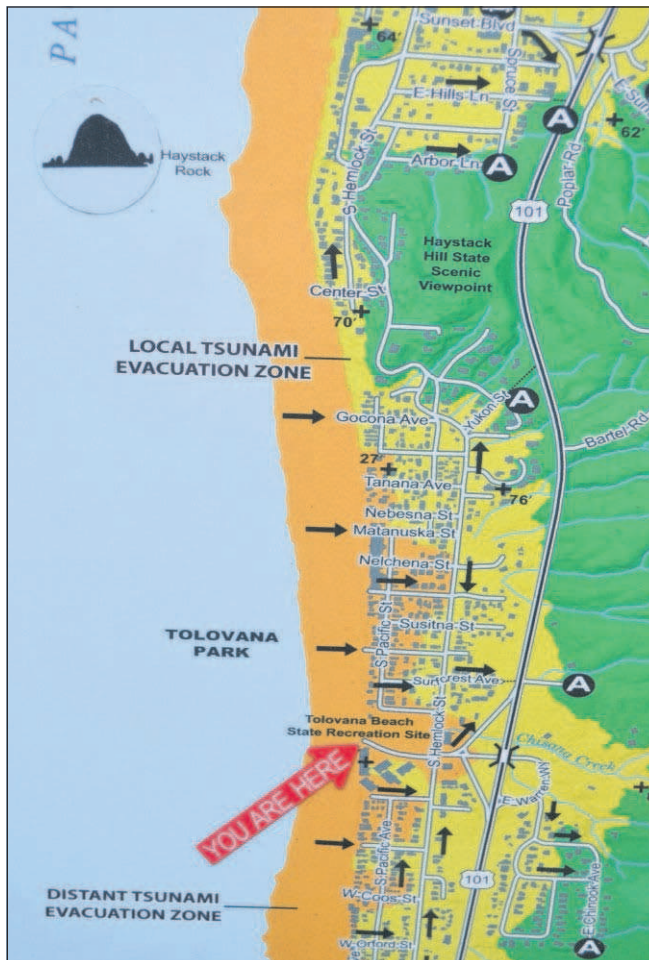 PA
64'
Sunset Blvd
Spruce St
E Hills Ln
E Sun
A
62'
Haystack
Rock
S Hemlock St
Arbor Ln
A
Poplar Rd
101
Haystack
Hill State
Scenic
Viewpoint
Center St
70'
LOCAL TSUNAMI
EVACUATION ZONE
Gocona Ave
Yukon St
A
Bartel Rd
27'
Tanana Ave
76'
Nebesna St
Matanuska St
Nelchena St
S Pacific St
Susitna St
TOLOVANA
PARK
Suncrest Ave
A
S Hemlock St
Tolovana Beach
State Recreation Site
Chisana Creek
YOU ARE HERE
E Warren Wy
S Pacific Ave
101
W Coos St
E Chinook Ave
DISTANT TSUNAMI
EVACUATION ZONE
W Orford St
A